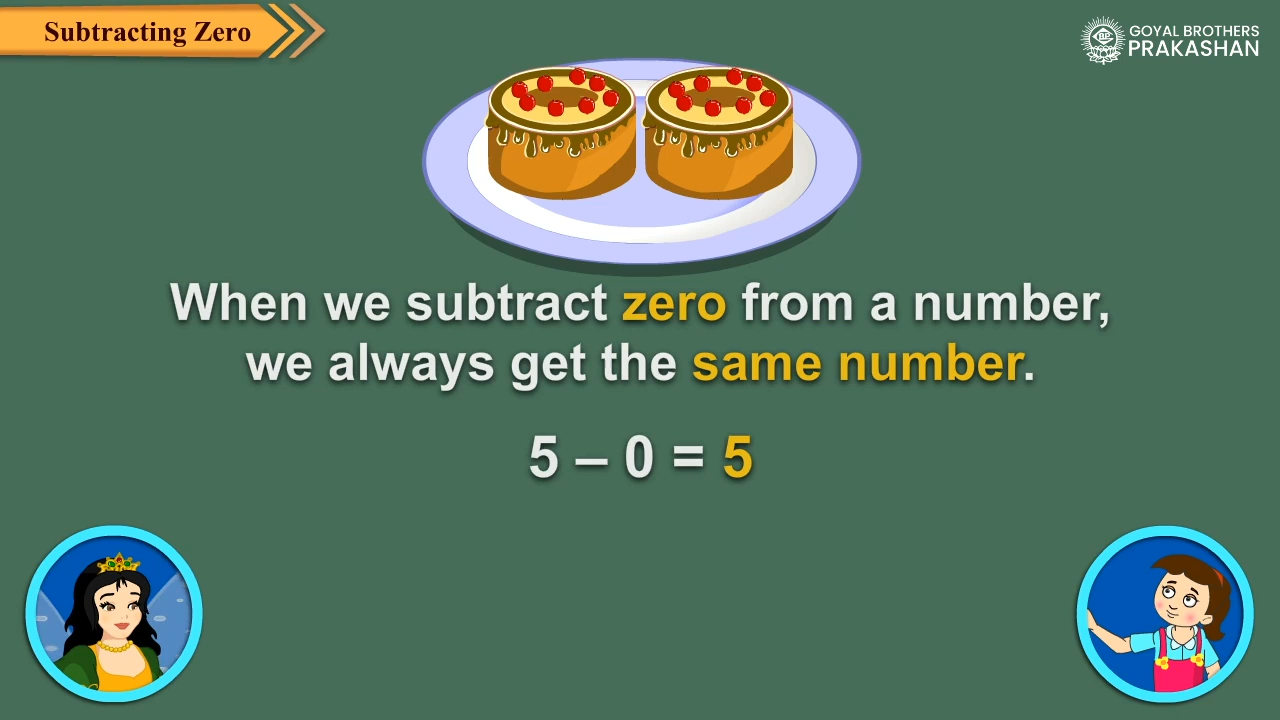 Subtracting Zero
GOYAL BROTHERS
PRAKASHAN
When we subtract zero from a number,
we always get the same number.
5 – 0 = 5